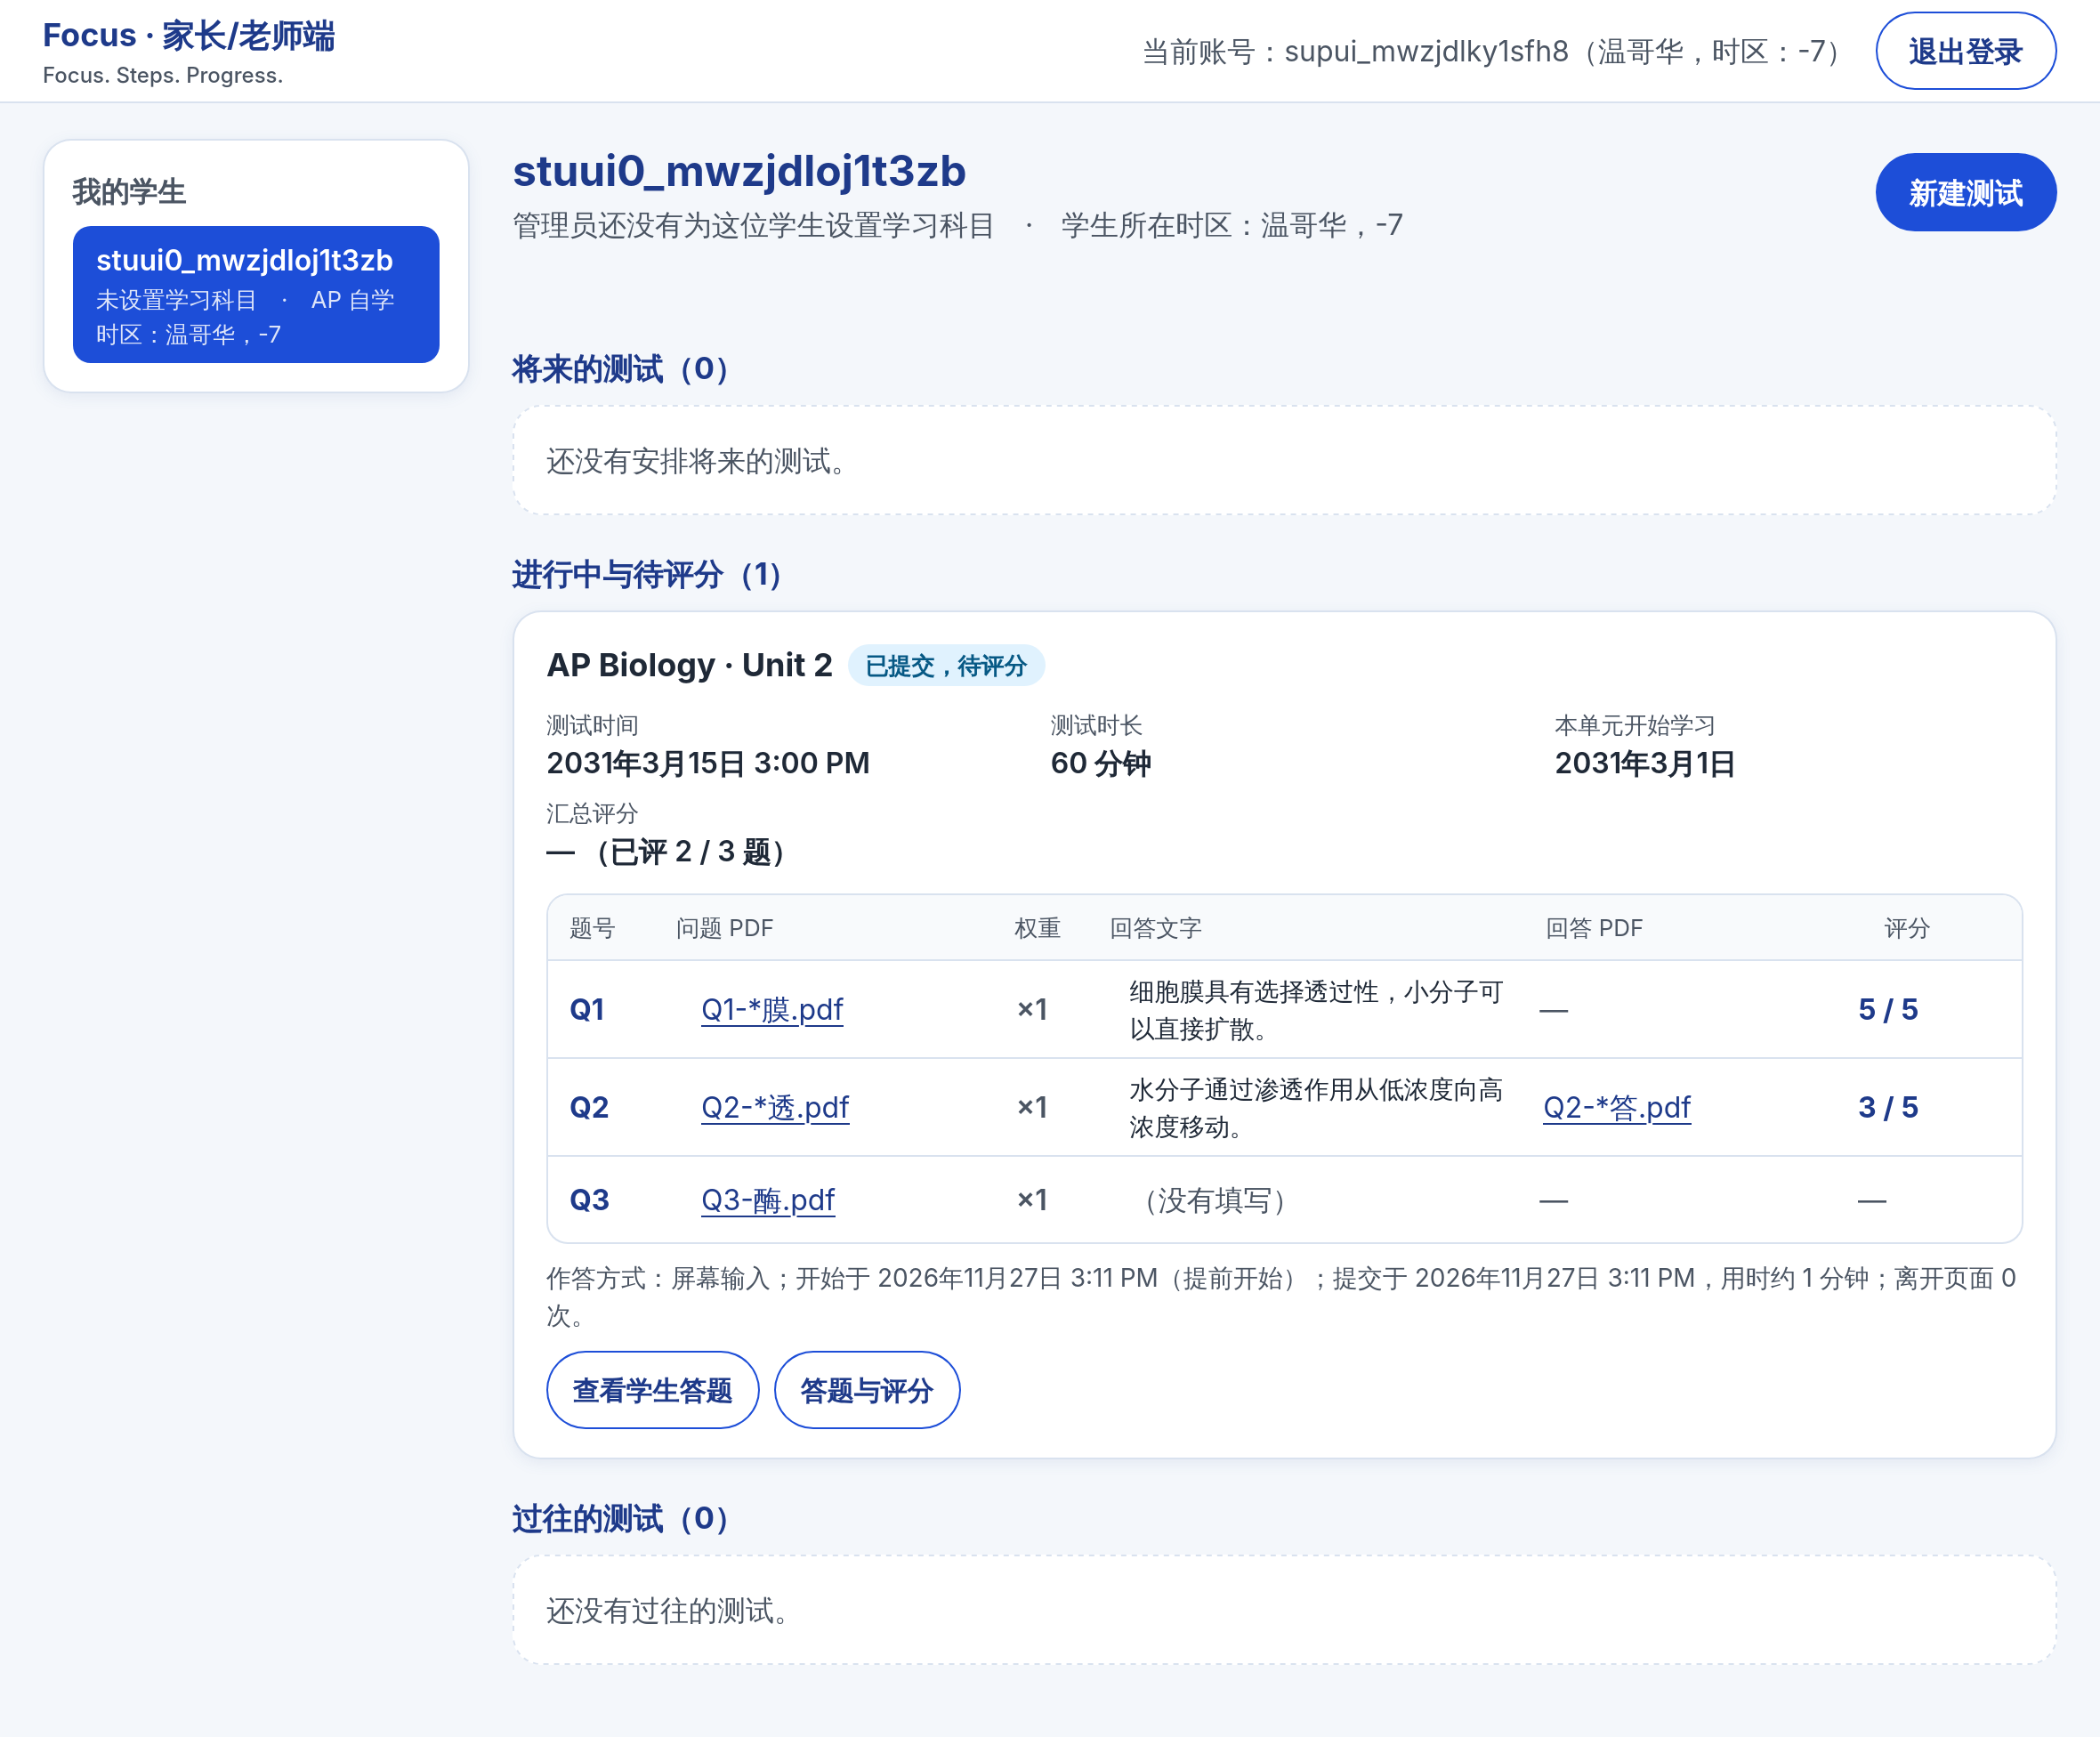 Focus · 家长/老师端
Focus. Steps. Progress.
当前账号：supui_mwzjdlky1sfh8（温哥华，时区：-7）
退出登录
我的学生
stuui0_mwzjdloj1t3zb
未设置学习科目 · AP 自学
时区：温哥华，-7
stuui0_mwzjdloj1t3zb
管理员还没有为这位学生设置学习科目 · 学生所在时区：温哥华，-7
新建测试
将来的测试（0）
还没有安排将来的测试。
进行中与待评分（1）
AP Biology · Unit 2 已提交，待评分
测试时间 测试时长 本单元开始学习
2031年3月15日 3:00 PM 60 分钟 2031年3月1日
汇总评分
— （已评 2 / 3 题）
题号 问题 PDF 权重 回答文字 回答 PDF 评分
Q1 Q1-*膜.pdf ×1 细胞膜具有选择透过性，小分子可 — 5 / 5
以直接扩散。
Q2 Q2-*透.pdf ×1 水分子通过渗透作用从低浓度向高 Q2-*答.pdf 3 / 5
浓度移动。
Q3 Q3-酶.pdf ×1 （没有填写） — —
作答方式：屏幕输入；开始于 2026年11月27日 3:11 PM（提前开始）；提交于 2026年11月27日 3:11 PM，用时约 1 分钟；离开页面 0
次。
查看学生答题 答题与评分
过往的测试（0）
还没有过往的测试。